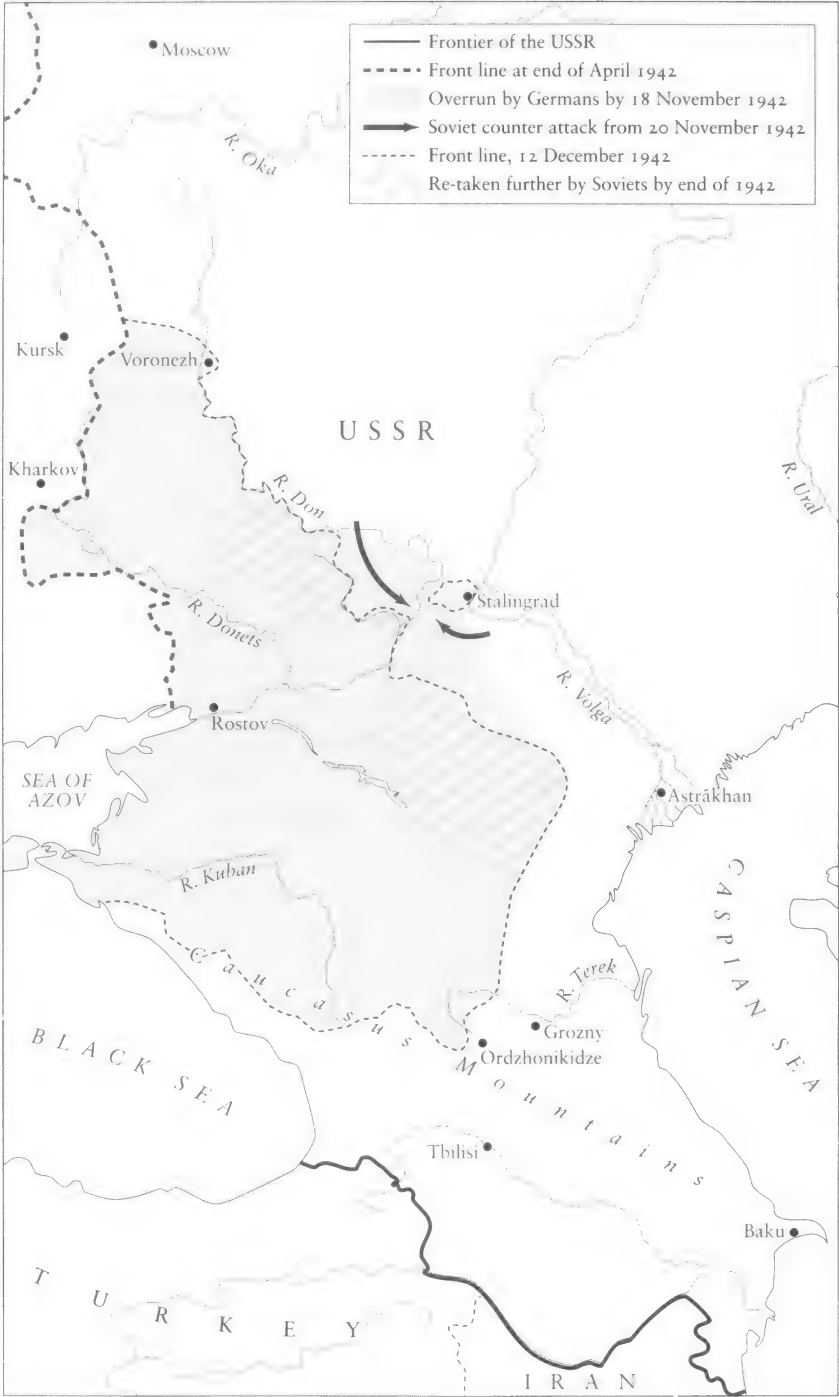 Moscow
Frontier of the USSR
Front line at end of April 1942
Overrun by Germans by 18 November 1942
Soviet counter attack from 20 November 1942
Front line, 12 December 1942
Re-taken further by Soviets by end of 1942
R. Oka
Kursk
Voronezh
USSR
Kharkov
R. Don
R. Ural
Stalingrad
R. Donets
R. Volga
Rostov
SEA OF
AZOV
Astrâkhan
R. Kuban
CASPIAN SEA
Caucasus Mountains
R. Terek
Grozny
Ordzhonikidze
BLACK SEA
Tbilisi
Baku
TURKEY
IRAN